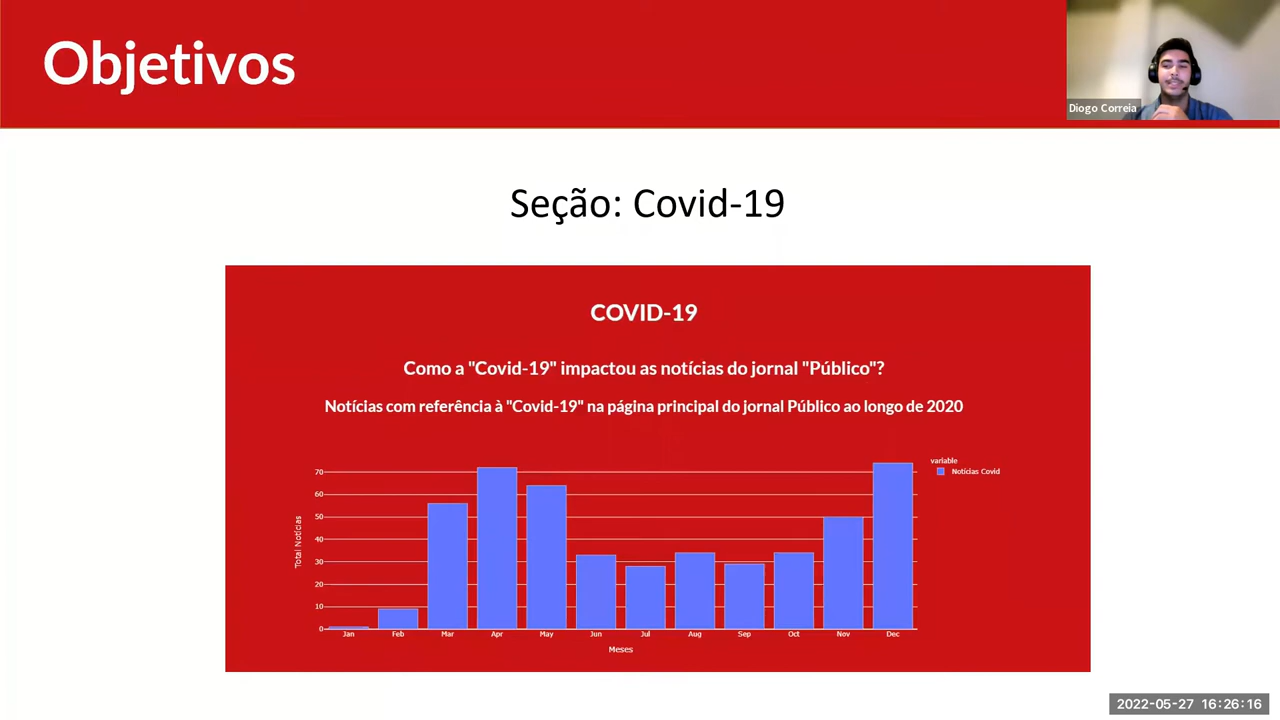 Objetivos
Diogo Correia
Seção: Covid-19
COVID-19
Como a "Covid-19" impactou as notícias do jornal "Público"?
Notícias com referência à "Covid-19" na página principal do jornal Público ao longo de 2020
variable
Notícias Covid
Total Notícias
70
60
50
40
30
20
10
0
Jan Feb Mar Apr May Jun Jul Aug Sep Oct Nov Dec
Meses
2022-05-27 16:26:16